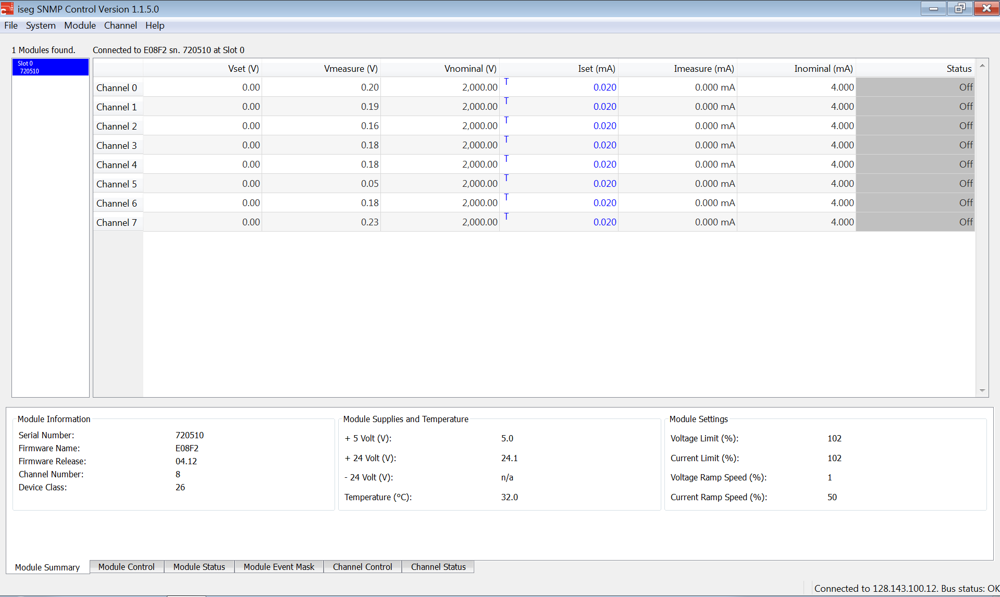 iseg SNMP Control Version 1.1.5.0
File System Module Channel Help
1 Modules found. Connected to E08F2 sn. 720510 at Slot 0
Slot 0
720510
Vset (V) Vmeasure (V) Vnominal (V) Iset (mA) Imeasure (mA) Inominal (mA) Status
Channel 0 0.00 0.20 2,000.00 T 0.020 0.000 mA 4.000 Off
Channel 1 0.00 0.19 2,000.00 T 0.020 0.000 mA 4.000 Off
Channel 2 0.00 0.16 2,000.00 T 0.020 0.000 mA 4.000 Off
Channel 3 0.00 0.18 2,000.00 T 0.020 0.000 mA 4.000 Off
Channel 4 0.00 0.18 2,000.00 T 0.020 0.000 mA 4.000 Off
Channel 5 0.00 0.05 2,000.00 T 0.020 0.000 mA 4.000 Off
Channel 6 0.00 0.18 2,000.00 T 0.020 0.000 mA 4.000 Off
Channel 7 0.00 0.23 2,000.00 T 0.020 0.000 mA 4.000 Off
Module Information
Serial Number: 720510
Firmware Name: E08F2
Firmware Release: 04.12
Channel Number: 8
Device Class: 26
Module Supplies and Temperature
+ 5 Volt (V): 5.0
+ 24 Volt (V): 24.1
- 24 Volt (V): n/a
Temperature (°C): 32.0
Module Settings
Voltage Limit (%): 102
Current Limit (%): 102
Voltage Ramp Speed (%): 1
Current Ramp Speed (%): 50
Module Summary Module Control Module Status Module Event Mask Channel Control Channel Status
Connected to 128.143.100.12. Bus status: OK